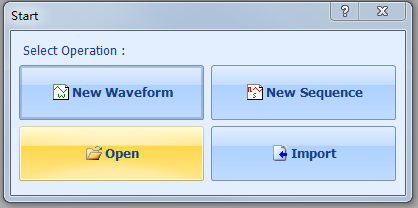 Start
Select Operation :
New Waveform
New Sequence
Open
Import